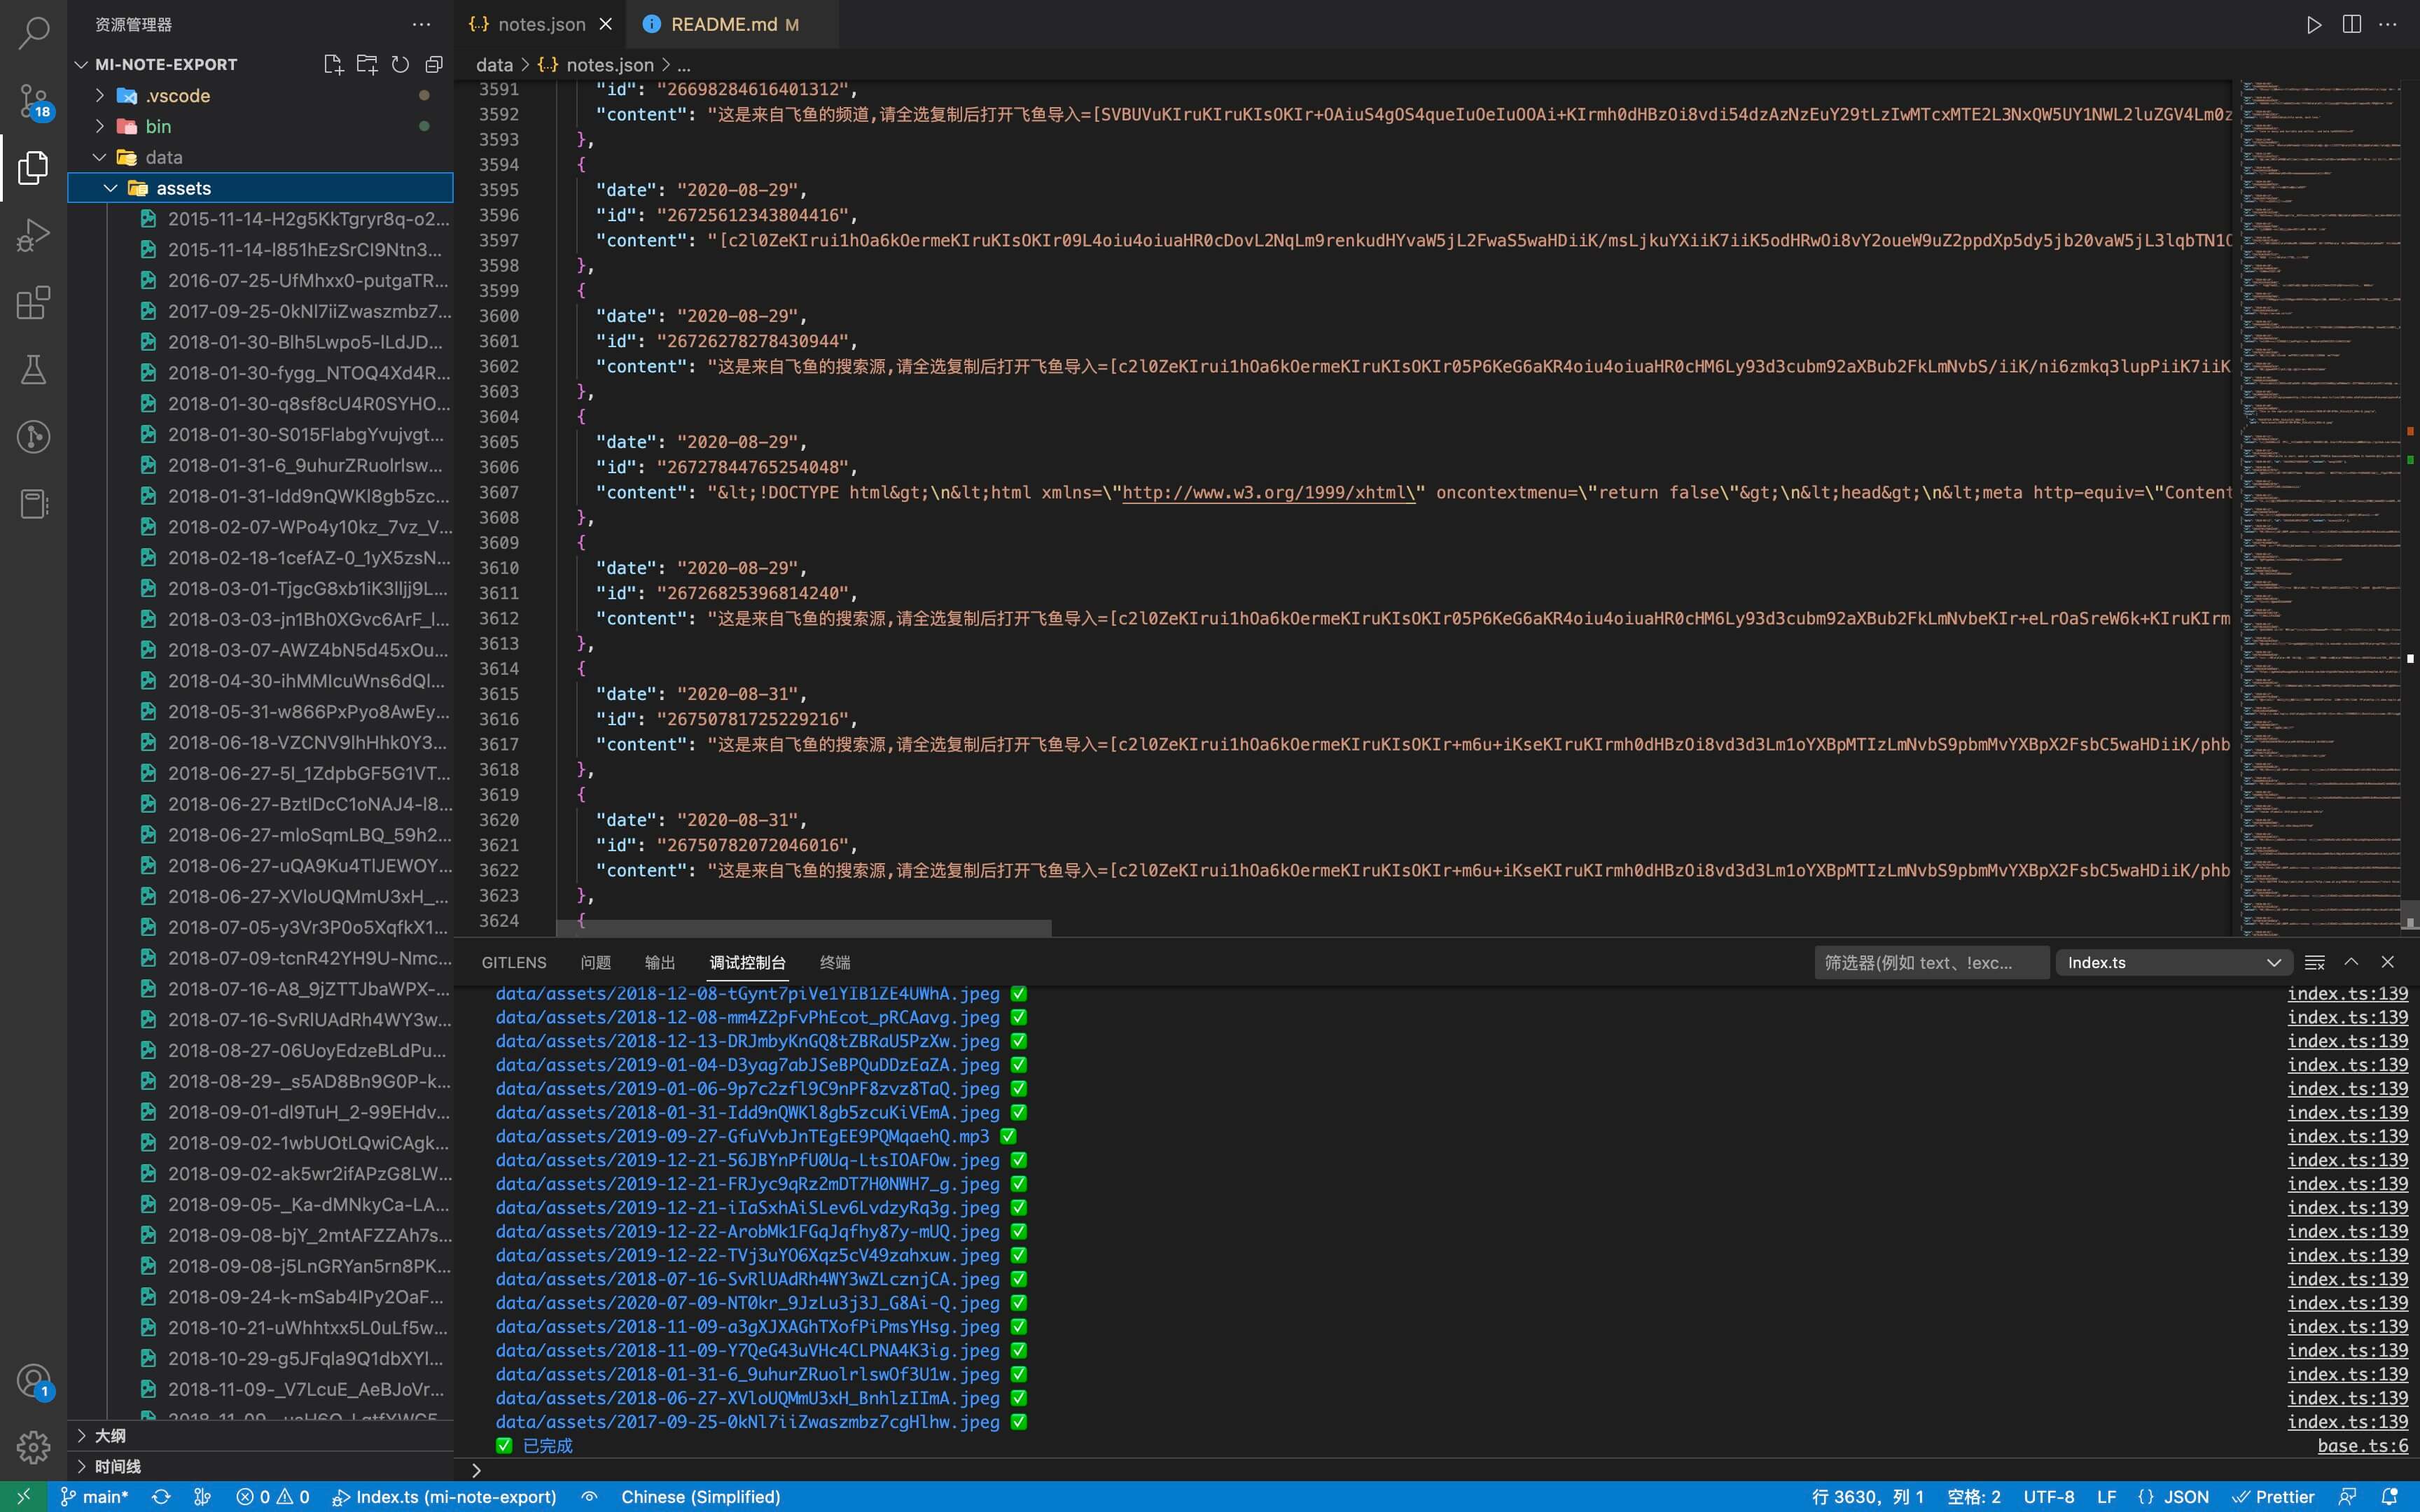 资源管理器
MI-NOTE-EXPORT
.vscode
bin
data
assets
2015-11-14-H2g5KkTgryr8q-o2...
2015-11-14-I851hEzSrCI9Ntn3...
2016-07-25-UfMhxx0-putgaTR...
2017-09-25-0kNl7iiZwaszmbz7...
2018-01-30-Blh5Lwpo5-lLdJD...
2018-01-30-fygg_NTOQ4Xd4R...
2018-01-30-q8sf8cU4R0SYHO...
2018-01-30-S015FlabgYvujvgt...
2018-01-31-6_9uhurZRuolrlsw...
2018-01-31-Idd9nQWKl8gb5zc...
2018-02-07-WPo4y10kz_7vz_V...
2018-02-18-1cefAZ-0_1yX5zsN...
2018-03-01-TjgcG8xb1iK3lljj9L...
2018-03-03-jn1Bh0XGvc6ArF_l...
2018-03-07-AWZ4bN5d45xOu...
2018-04-30-ihMMIcuWns6dQl...
2018-05-31-w866PxPyo8AwEy...
2018-06-18-VZCNV9lhHhk0Y3...
2018-06-27-5I_1ZdpbGF5G1VT...
2018-06-27-BztIDcC1oNAJ4-l8...
2018-06-27-mloSqmLBQ_59h2...
2018-06-27-uQA9Ku4TlJEWOY...
2018-06-27-XVloUQMmU3xH_...
2018-07-05-y3Vr3P0o5XqfkX1...
2018-07-09-tcnR42YH9U-Nmc...
2018-07-16-A8_9jZTTJbaWPX-...
2018-07-16-SvRlUAdRh4WY3w...
2018-08-27-06UoyEdzeBLdPu...
2018-08-29-_s5AD8Bn9G0P-k...
2018-09-01-dl9TuH_2-99EHdv...
2018-09-02-1wbUOtLQwiCAgk...
2018-09-02-ak5wr2ifAPzG8LW...
2018-09-05-_Ka-dMNkyCa-LA...
2018-09-08-bjY_2mtAFZZAh7s...
2018-09-08-j5LnGRYan5rn8PK...
2018-09-24-k-mSab4IPy2OaF...
2018-10-21-uWhhtxx5L0uLf5w...
2018-10-29-g5JFqla9Q1dbXYl...
2018-11-09-_V7LcuE_AeBJoVr...
大纲
时间线
18
1
notes.json
README.md M
data > notes.json > ...
3591 "id": "26698284616401312",
3592 "content": "这是来自飞鱼的频道,请全选复制后打开飞鱼导入=[SVBUVuKIruKIruKIsOKIr+OAiuS4gOS4queIuOeIuOOAi+KIrmh0dHBzOi8vdi54dzAzNzEuY29tLzIwMTcxMTE2L3NxQW5UY1NWL2luZGV4Lm0z
3593 },
3594 {
3595 "date": "2020-08-29",
3596 "id": "26725612343804416",
3597 "content": "[c2l0ZeKIrui1hOa6kOermeKIruKIsOKIr09L4oiu4oiuaHR0cDovL2NqLm9renkudHYvaW5jL2FwaS5waHDiiK/msLjkuYXiiK7iiK5odHRwOi8vY2oueW9uZ2ppdXp5dy5jb20vaW5jL3lqbTN1O
3598 },
3599 {
3600 "date": "2020-08-29",
3601 "id": "26726278278430944",
3602 "content": "这是来自飞鱼的搜索源,请全选复制后打开飞鱼导入=[c2l0ZeKIrui1hOa6kOermeKIruKIsOKIr05P6KeG6aKR4oiu4oiuaHR0cHM6Ly93d3cubm92aXBub2FkLmNvbS/iiK/ni6zmkq3lupPiiK7iiK
3603 },
3604 {
3605 "date": "2020-08-29",
3606 "id": "26727844765254048",
3607 "content": "&lt;!DOCTYPE html&gt;\n&lt;html xmlns=\"http://www.w3.org/1999/xhtml\" oncontextmenu=\"return false\"&gt;\n&lt;head&gt;\n&lt;meta http-equiv=\"Content
3608 },
3609 {
3610 "date": "2020-08-29",
3611 "id": "26726825396814240",
3612 "content": "这是来自飞鱼的搜索源,请全选复制后打开飞鱼导入=[c2l0ZeKIrui1hOa6kOermeKIruKIsOKIr05P6KeG6aKR4oiu4oiuaHR0cHM6Ly93d3cubm92aXBub2FkLmNvbeKIr+eLrOaSreW6k+KIruKIrm
3613 },
3614 {
3615 "date": "2020-08-31",
3616 "id": "26750781725229216",
3617 "content": "这是来自飞鱼的搜索源,请全选复制后打开飞鱼导入=[c2l0ZeKIrui1hOa6kOermeKIruKIsOKIr+m6u+iKseKIruKIrmh0dHBzOi8vd3d3Lm1oYXBpMTIzLmNvbS9pbmMvYXBpX2FsbC5waHDiiK/phb
3618 },
3619 {
3620 "date": "2020-08-31",
3621 "id": "26750782072046016",
3622 "content": "这是来自飞鱼的搜索源,请全选复制后打开飞鱼导入=[c2l0ZeKIrui1hOa6kOermeKIruKIsOKIr+m6u+iKseKIruKIrmh0dHBzOi8vd3d3Lm1oYXBpMTIzLmNvbS9pbmMvYXBpX2FsbC5waHDiiK/phb
3623 },
3624 {
GITLENS 问题 输出 调试控制台 终端 筛选器(例如 text、!exc... Index.ts
data/assets/2018-12-08-tGynt7piVe1YIB1ZE4UWhA.jpeg ✅ index.ts:139
data/assets/2018-12-08-mm4Z2pFvPhEcot_pRCAavg.jpeg ✅ index.ts:139
data/assets/2018-12-13-DRJmbyKnGQ8tZBRaU5PzXw.jpeg ✅ index.ts:139
data/assets/2019-01-04-D3yag7abJSeBPQuDDzEaZA.jpeg ✅ index.ts:139
data/assets/2019-01-06-9p7c2zfl9C9nPF8zvz8TaQ.jpeg ✅ index.ts:139
data/assets/2018-01-31-Idd9nQWKl8gb5zcuKiVEmA.jpeg ✅ index.ts:139
data/assets/2019-09-27-GfuVvbJnTEgEE9PQMqaehQ.mp3 ✅ index.ts:139
data/assets/2019-12-21-56JBYnPfU0Uq-LtsIOAFOw.jpeg ✅ index.ts:139
data/assets/2019-12-21-FRJyc9qRz2mDT7H0NWH7_g.jpeg ✅ index.ts:139
data/assets/2019-12-21-iIaSxhAiSLev6LvdzyRq3g.jpeg ✅ index.ts:139
data/assets/2019-12-22-ArobMk1FGqJqfhy87y-mUQ.jpeg ✅ index.ts:139
data/assets/2019-12-22-TVj3uYO6Xqz5cV49zahxuw.jpeg ✅ index.ts:139
data/assets/2018-07-16-SvRlUAdRh4WY3wZLcznjCA.jpeg ✅ index.ts:139
data/assets/2020-07-09-NT0kr_9JzLu3j3J_G8Ai-Q.jpeg ✅ index.ts:139
data/assets/2018-11-09-a3gXJXAGhTXofPiPmsYHsg.jpeg ✅ index.ts:139
data/assets/2018-11-09-Y7QeG43uVHc4CLPNA4K3ig.jpeg ✅ index.ts:139
data/assets/2018-01-31-6_9uhurZRuolrlswOf3U1w.jpeg ✅ index.ts:139
data/assets/2018-06-27-XVloUQMmU3xH_BnhlzIImA.jpeg ✅ index.ts:139
data/assets/2017-09-25-0kNl7iiZwaszmbz7cgHlhw.jpeg ✅ index.ts:139
✅ 已完成 base.ts:6
main* 0 0 Index.ts (mi-note-export) Chinese (Simplified) 行 3630，列 1 空格: 2 UTF-8 LF {} JSON Prettier